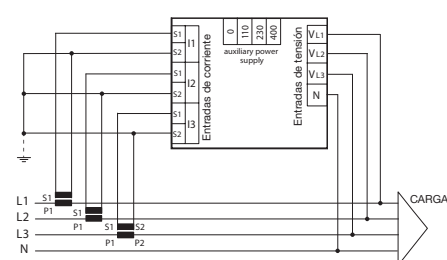 S1
I1
S2
S1
I2
S2
S1
I3
S2
Entradas de corriente
0
110
230
400
auxiliary power
supply
Entradas de tensión
VL1
VL2
VL3
N
L1
S1
P1
L2
S1
P1
L3
S1
S2
P1
P2
N
CARGA